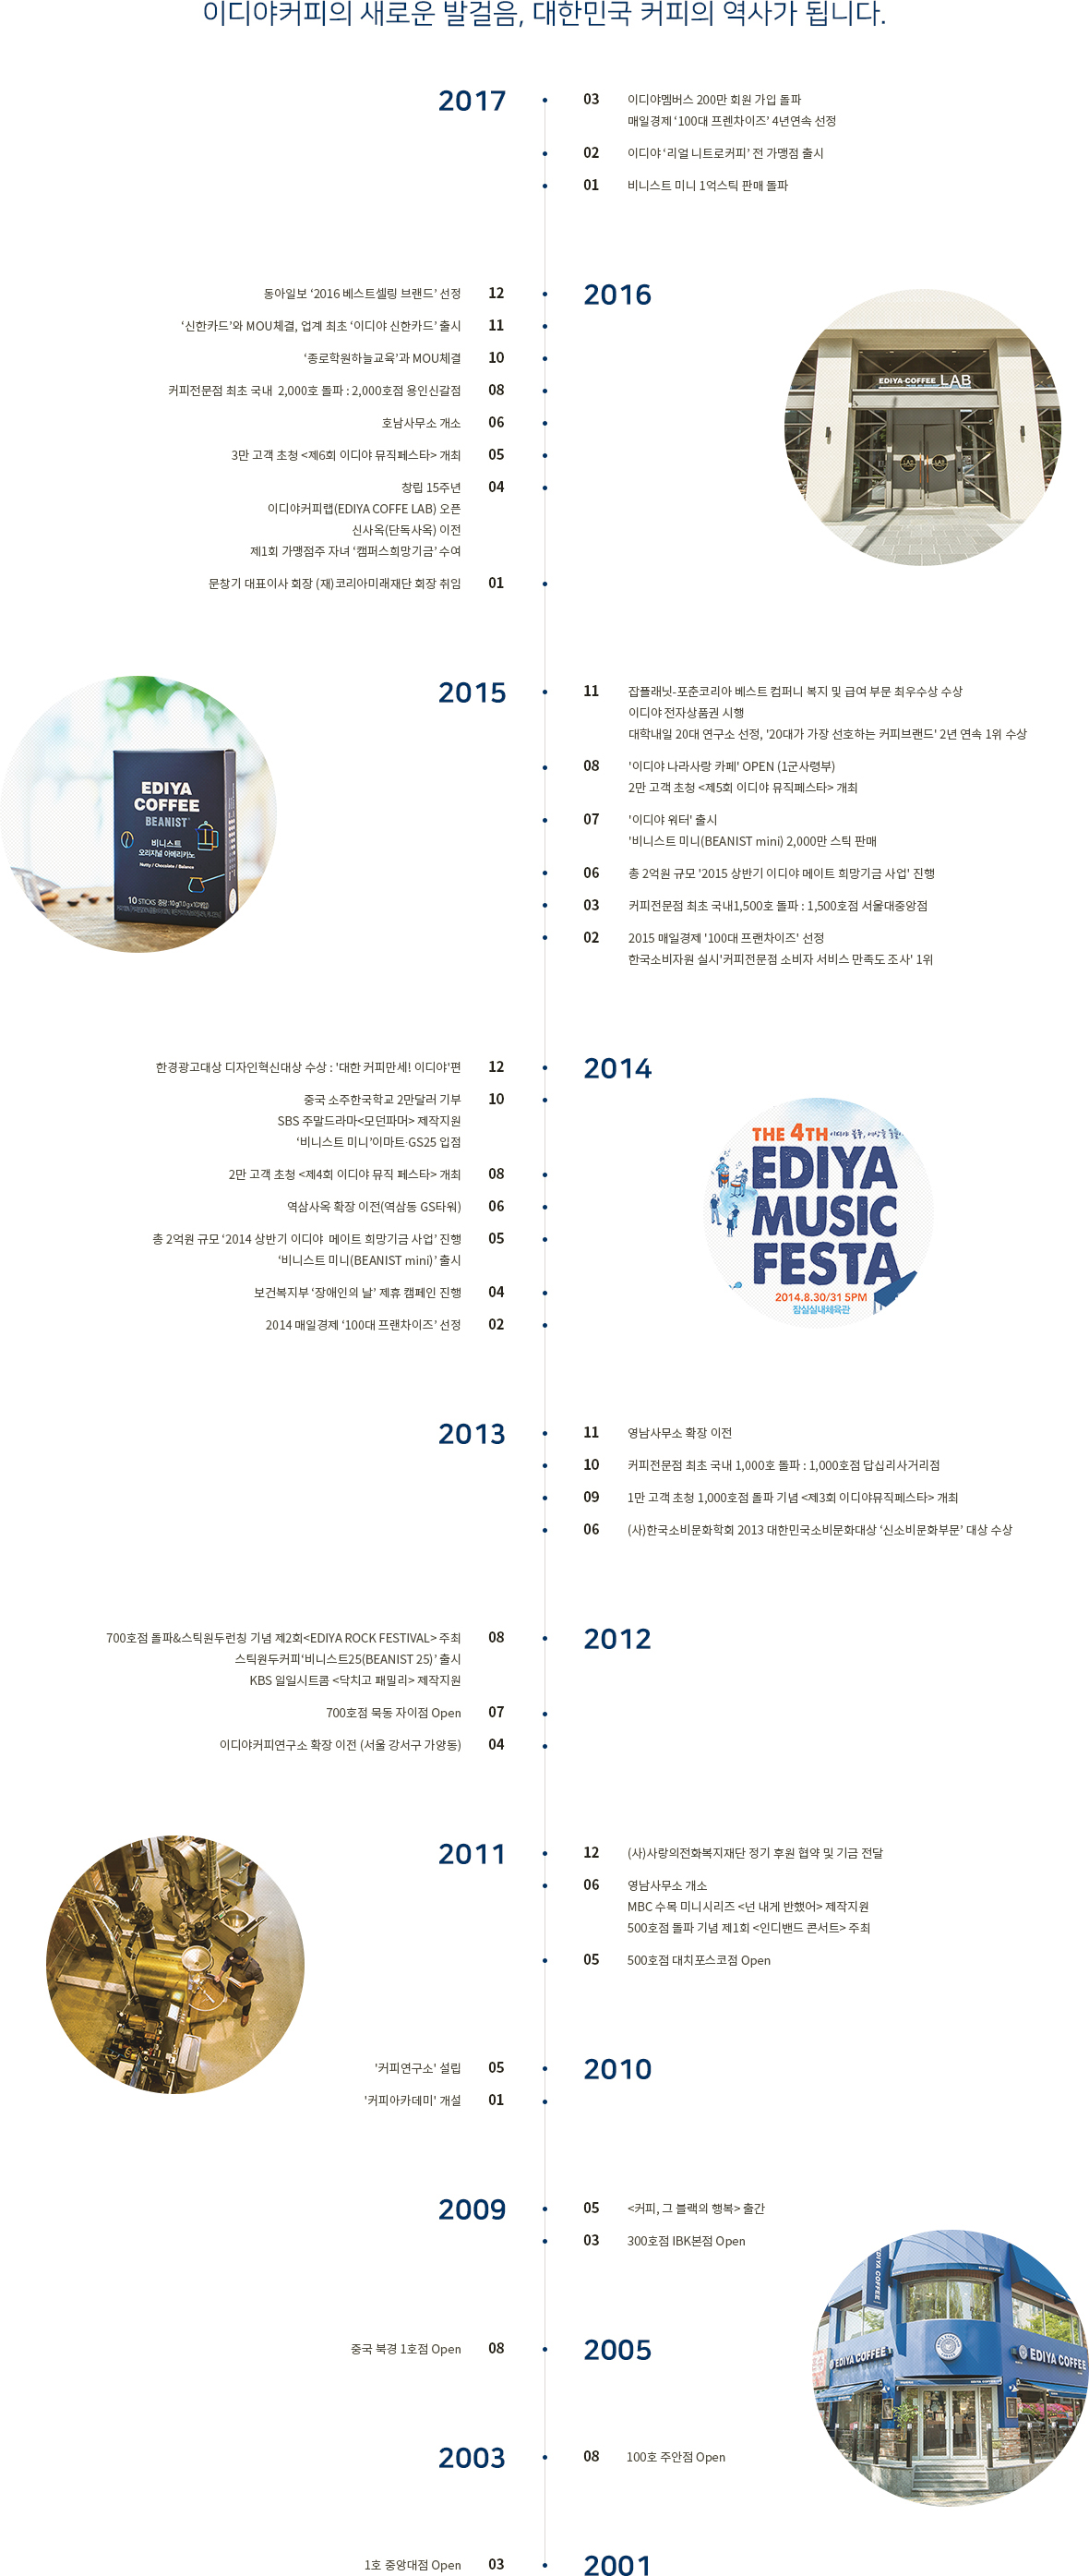 이디야커피의 새로운 발걸음, 대한민국 커피의 역사가 됩니다.
2017
03 이디야멤버스 200만 회원 가입 돌파
매일경제 ‘100대 프렌차이즈’ 4년연속 선정
02 이디야 ‘리얼 니트로커피’ 전 가맹점 출시
01 비니스트 미니 1억스틱 판매 돌파
2016
동아일보 ‘2016 베스트셀링 브랜드’ 선정 12
‘신한카드’와 MOU체결, 업계 최초 ‘이디야 신한카드’ 출시 11
‘종로학원하늘교육’과 MOU체결 10
커피전문점 최초 국내 2,000호 돌파 : 2,000호점 용인신갈점 08
호남사무소 개소 06
3만 고객 초청 <제6회 이디야 뮤직페스타> 개최 05
창립 15주년 04
이디야커피랩(EDIYA COFFE LAB) 오픈
신사옥(단독사옥) 이전
제1회 가맹점주 자녀 ‘캠퍼스희망기금’ 수여
문창기 대표이사 회장 (재)코리아미래재단 회장 취임 01
EDIYA COFFEE LAB
2015
11 잡플래닛-포춘코리아 베스트 컴퍼니 복지 및 급여 부문 최우수상 수상
이디야 전자상품권 시행
대학내일 20대 연구소 선정, '20대가 가장 선호하는 커피브랜드' 2년 연속 1위 수상
08 '이디야 나라사랑 카페' OPEN (1군사령부)
2만 고객 초청 <제5회 이디야 뮤직페스타> 개최
07 '이디야 워터' 출시
'비니스트 미니(BEANIST mini) 2,000만 스틱 판매
06 총 2억원 규모 '2015 상반기 이디야 메이트 희망기금 사업' 진행
03 커피전문점 최초 국내1,500호 돌파 : 1,500호점 서울대중앙점
02 2015 매일경제 '100대 프랜차이즈' 선정
한국소비자원 실시'커피전문점 소비자 서비스 만족도 조사' 1위
EDIYA
COFFEE
BEANIST
비니스트
오리지널 아메리카노
Nutty / Chocolate / Balance
10 STICKS 중량: 10g(1.0g x 10개입)
2014
한경광고대상 디자인혁신대상 수상 : '대한 커피만세! 이디야'편 12
중국 소주한국학교 2만달러 기부 10
SBS 주말드라마<모던파머> 제작지원
‘비니스트 미니’이마트·GS25 입점
2만 고객 초청 <제4회 이디야 뮤직 페스타> 개최 08
역삼사옥 확장 이전(역삼동 GS타워) 06
총 2억원 규모 ‘2014 상반기 이디야 메이트 희망기금 사업’ 진행 05
‘비니스트 미니(BEANIST mini)’ 출시
보건복지부 ‘장애인의 날’ 제휴 캠페인 진행 04
2014 매일경제 ‘100대 프랜차이즈’ 선정 02
THE 4TH
EDIYA
MUSIC
FESTA
2014.8.30/31 5PM
잠실실내체육관
2013
11 영남사무소 확장 이전
10 커피전문점 최초 국내 1,000호 돌파 : 1,000호점 답십리사거리점
09 1만 고객 초청 1,000호점 돌파 기념 <제3회 이디야뮤직페스타> 개최
06 (사)한국소비문화학회 2013 대한민국소비문화대상 ‘신소비문화부문’ 대상 수상
2012
700호점 돌파&스틱원두런칭 기념 제2회<EDIYA ROCK FESTIVAL> 주최 08
스틱원두커피‘비니스트25(BEANIST 25)’ 출시
KBS 일일시트콤 <닥치고 패밀리> 제작지원
700호점 묵동 자이점 Open 07
이디야커피연구소 확장 이전 (서울 강서구 가양동) 04
2011
12 (사)사랑의전화복지재단 정기 후원 협약 및 기금 전달
06 영남사무소 개소
MBC 수목 미니시리즈 <넌 내게 반했어> 제작지원
500호점 돌파 기념 제1회 <인디밴드 콘서트> 주최
05 500호점 대치포스코점 Open
2010
'커피연구소' 설립 05
'커피아카데미' 개설 01
2009
05 <커피, 그 블랙의 행복> 출간
03 300호점 IBK본점 Open
EDIYA COFFEE
EDIYA COFFEE
EDIYA COFFEE
2005
중국 북경 1호점 Open 08
2003
08 100호 주안점 Open
2001
1호 중앙대점 Open 03